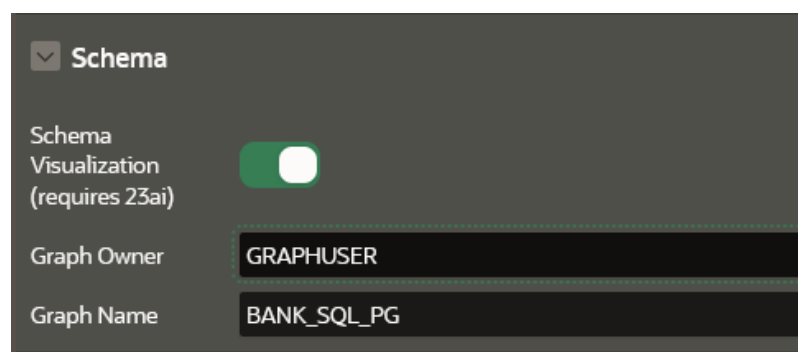 Schema
Schema
Visualization
(requires 23ai)
Graph Owner
GRAPHUSER
Graph Name
BANK_SQL_PG